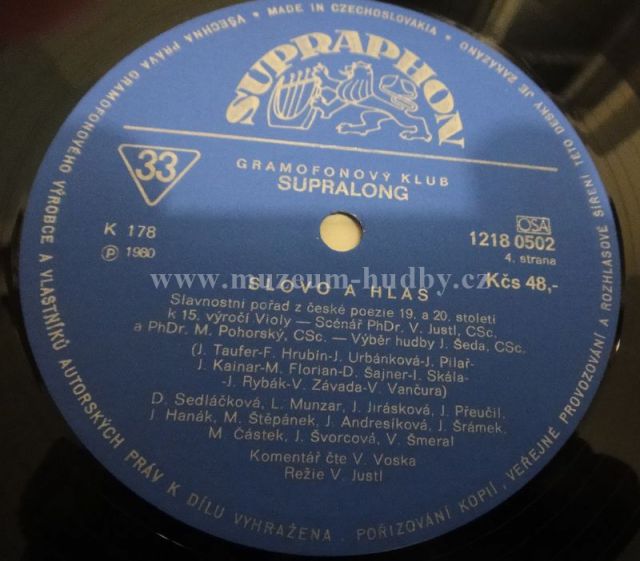 VŠECHNA PRÁVA GRAMOFONOVÉHO VÝROBCE A VLASTNÍKŮ AUTORSKÝCH PRÁV K DÍLU VYHRAŽENA . POŘIZOVÁNÍ KOPIÍ, VEŘEJNÉ PROVOZOVÁNÍ A ROZHLASOVÉ ŠÍŘENÍ TÉTO DESKY JE ZAKÁZÁNO
MADE IN CZECHOSLOVAKIA
SUPRAPHON
33
GRAMOFONOVÝ KLUB
SUPRALONG
K 178
Ⓟ 1980
OSA
1218 0502
4. strana
Kčs 48,-
www.muzeum-hudby.cz
SLOVO A HLAS
Slavnostní pořad z české poezie 19. a 20. století
k 15. výročí Violy — Scénář PhDr. V. Justl, CSc.
a PhDr. M. Pohorský, CSc. — Výběr hudby J. Šeda, CSc.
(J. Taufer-F. Hrubín-J. Urbánková-J. Pilař-
J. Kainar-M. Florian-D. Šajner-I. Skála-
-J. Rybák-V. Závada-V. Vančura)
D. Sedláčková, L. Munzar, J. Jirásková, J. Přeučil,
J. Hanák, M. Štěpánek, J. Andresíková, J. Šrámek,
M. Částek, J. Švorcová, V. Šmeral
Komentář čte V. Voska
Režie V. Justl